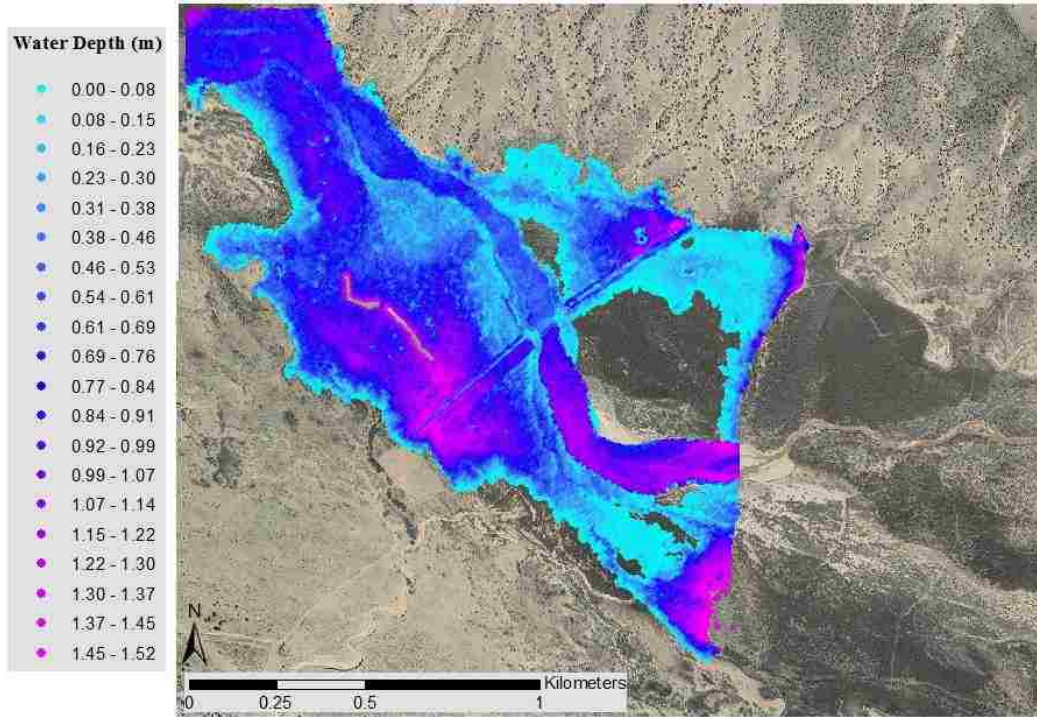 Water Depth (m)
0.00 - 0.08
0.08 - 0.15
0.16 - 0.23
0.23 - 0.30
0.31 - 0.38
0.38 - 0.46
0.46 - 0.53
0.54 - 0.61
0.61 - 0.69
0.69 - 0.76
0.77 - 0.84
0.84 - 0.91
0.92 - 0.99
0.99 - 1.07
1.07 - 1.14
1.15 - 1.22
1.22 - 1.30
1.30 - 1.37
1.37 - 1.45
1.45 - 1.52
N
Kilometers
0 0.25 0.5 1